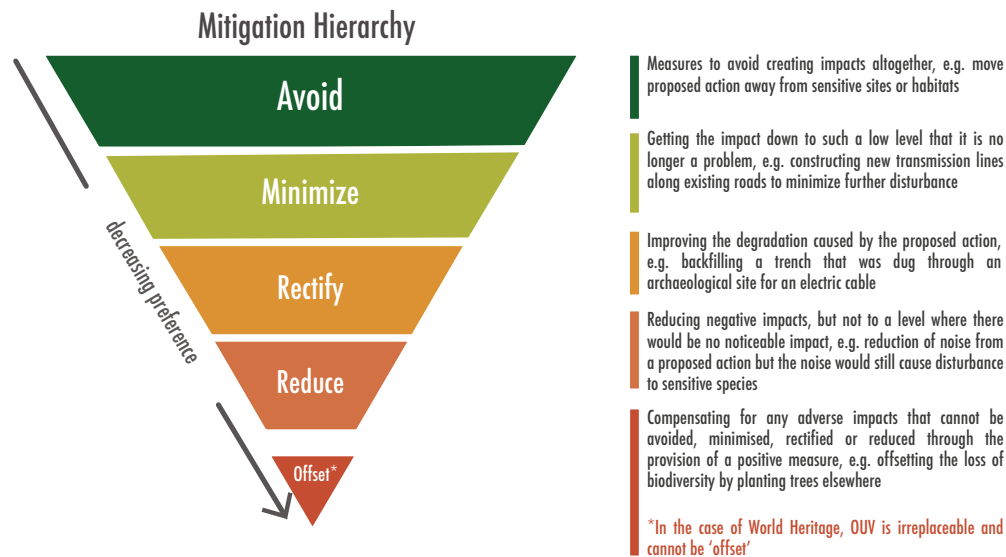 Mitigation Hierarchy
Avoid
Minimize
Rectify
Reduce
Offset*
decreasing preference
Measures to avoid creating impacts altogether, e.g. move
proposed action away from sensitive sites or habitats
Getting the impact down to such a low level that it is no
longer a problem, e.g. constructing new transmission lines
along existing roads to minimize further disturbance
Improving the degradation caused by the proposed action,
e.g. backfilling a trench that was dug through an
archaeological site for an electric cable
Reducing negative impacts, but not to a level where there
would be no noticeable impact, e.g. reduction of noise from
a proposed action but the noise would still cause disturbance
to sensitive species
Compensating for any adverse impacts that cannot be
avoided, minimised, rectified or reduced through the
provision of a positive measure, e.g. offsetting the loss of
biodiversity by planting trees elsewhere
*In the case of World Heritage, OUV is irreplaceable and
cannot be ‘offset’